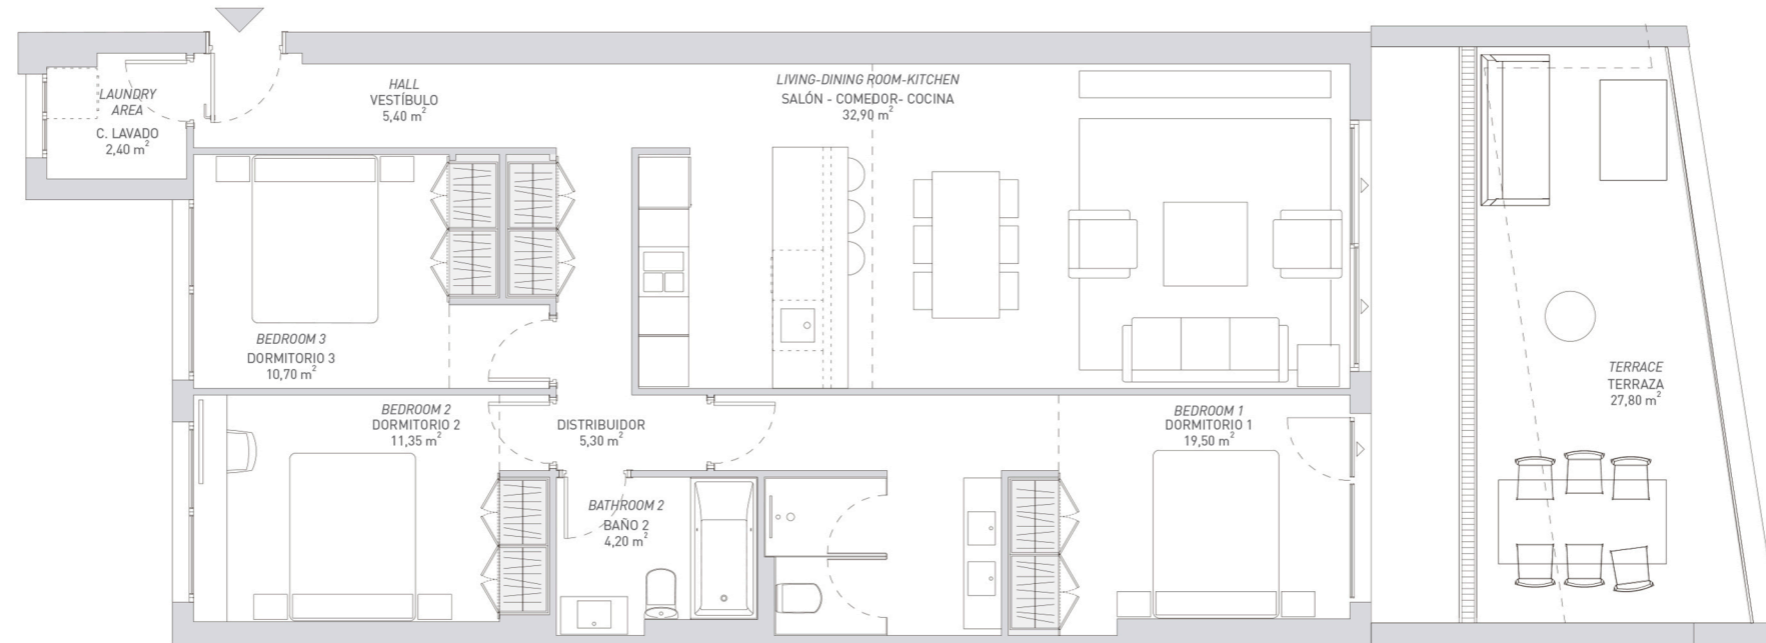 LAUNDRY
AREA
C. LAVADO
2,40 m²
HALL
VESTÍBULO
5,40 m²
LIVING-DINING ROOM-KITCHEN
SALÓN - COMEDOR- COCINA
32,90 m²
BEDROOM 3
DORMITORIO 3
10,70 m²
TERRACE
TERRAZA
27,80 m²
BEDROOM 2
DORMITORIO 2
11,35 m²
DISTRIBUIDOR
5,30 m²
BEDROOM 1
DORMITORIO 1
19,50 m²
BATHROOM 2
BAÑO 2
4,20 m²